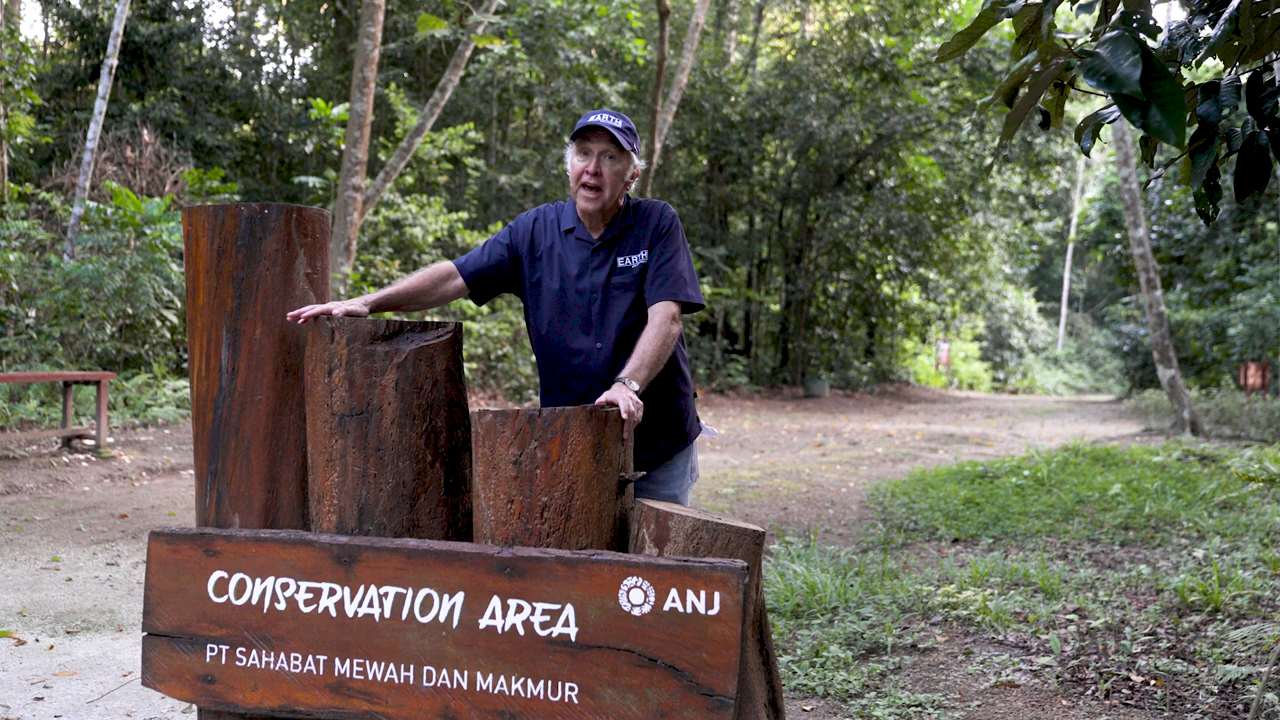 EARTH
EARTH
CONSERVATION AREA
ANJ
PT SAHABAT MEWAH DAN MAKMUR